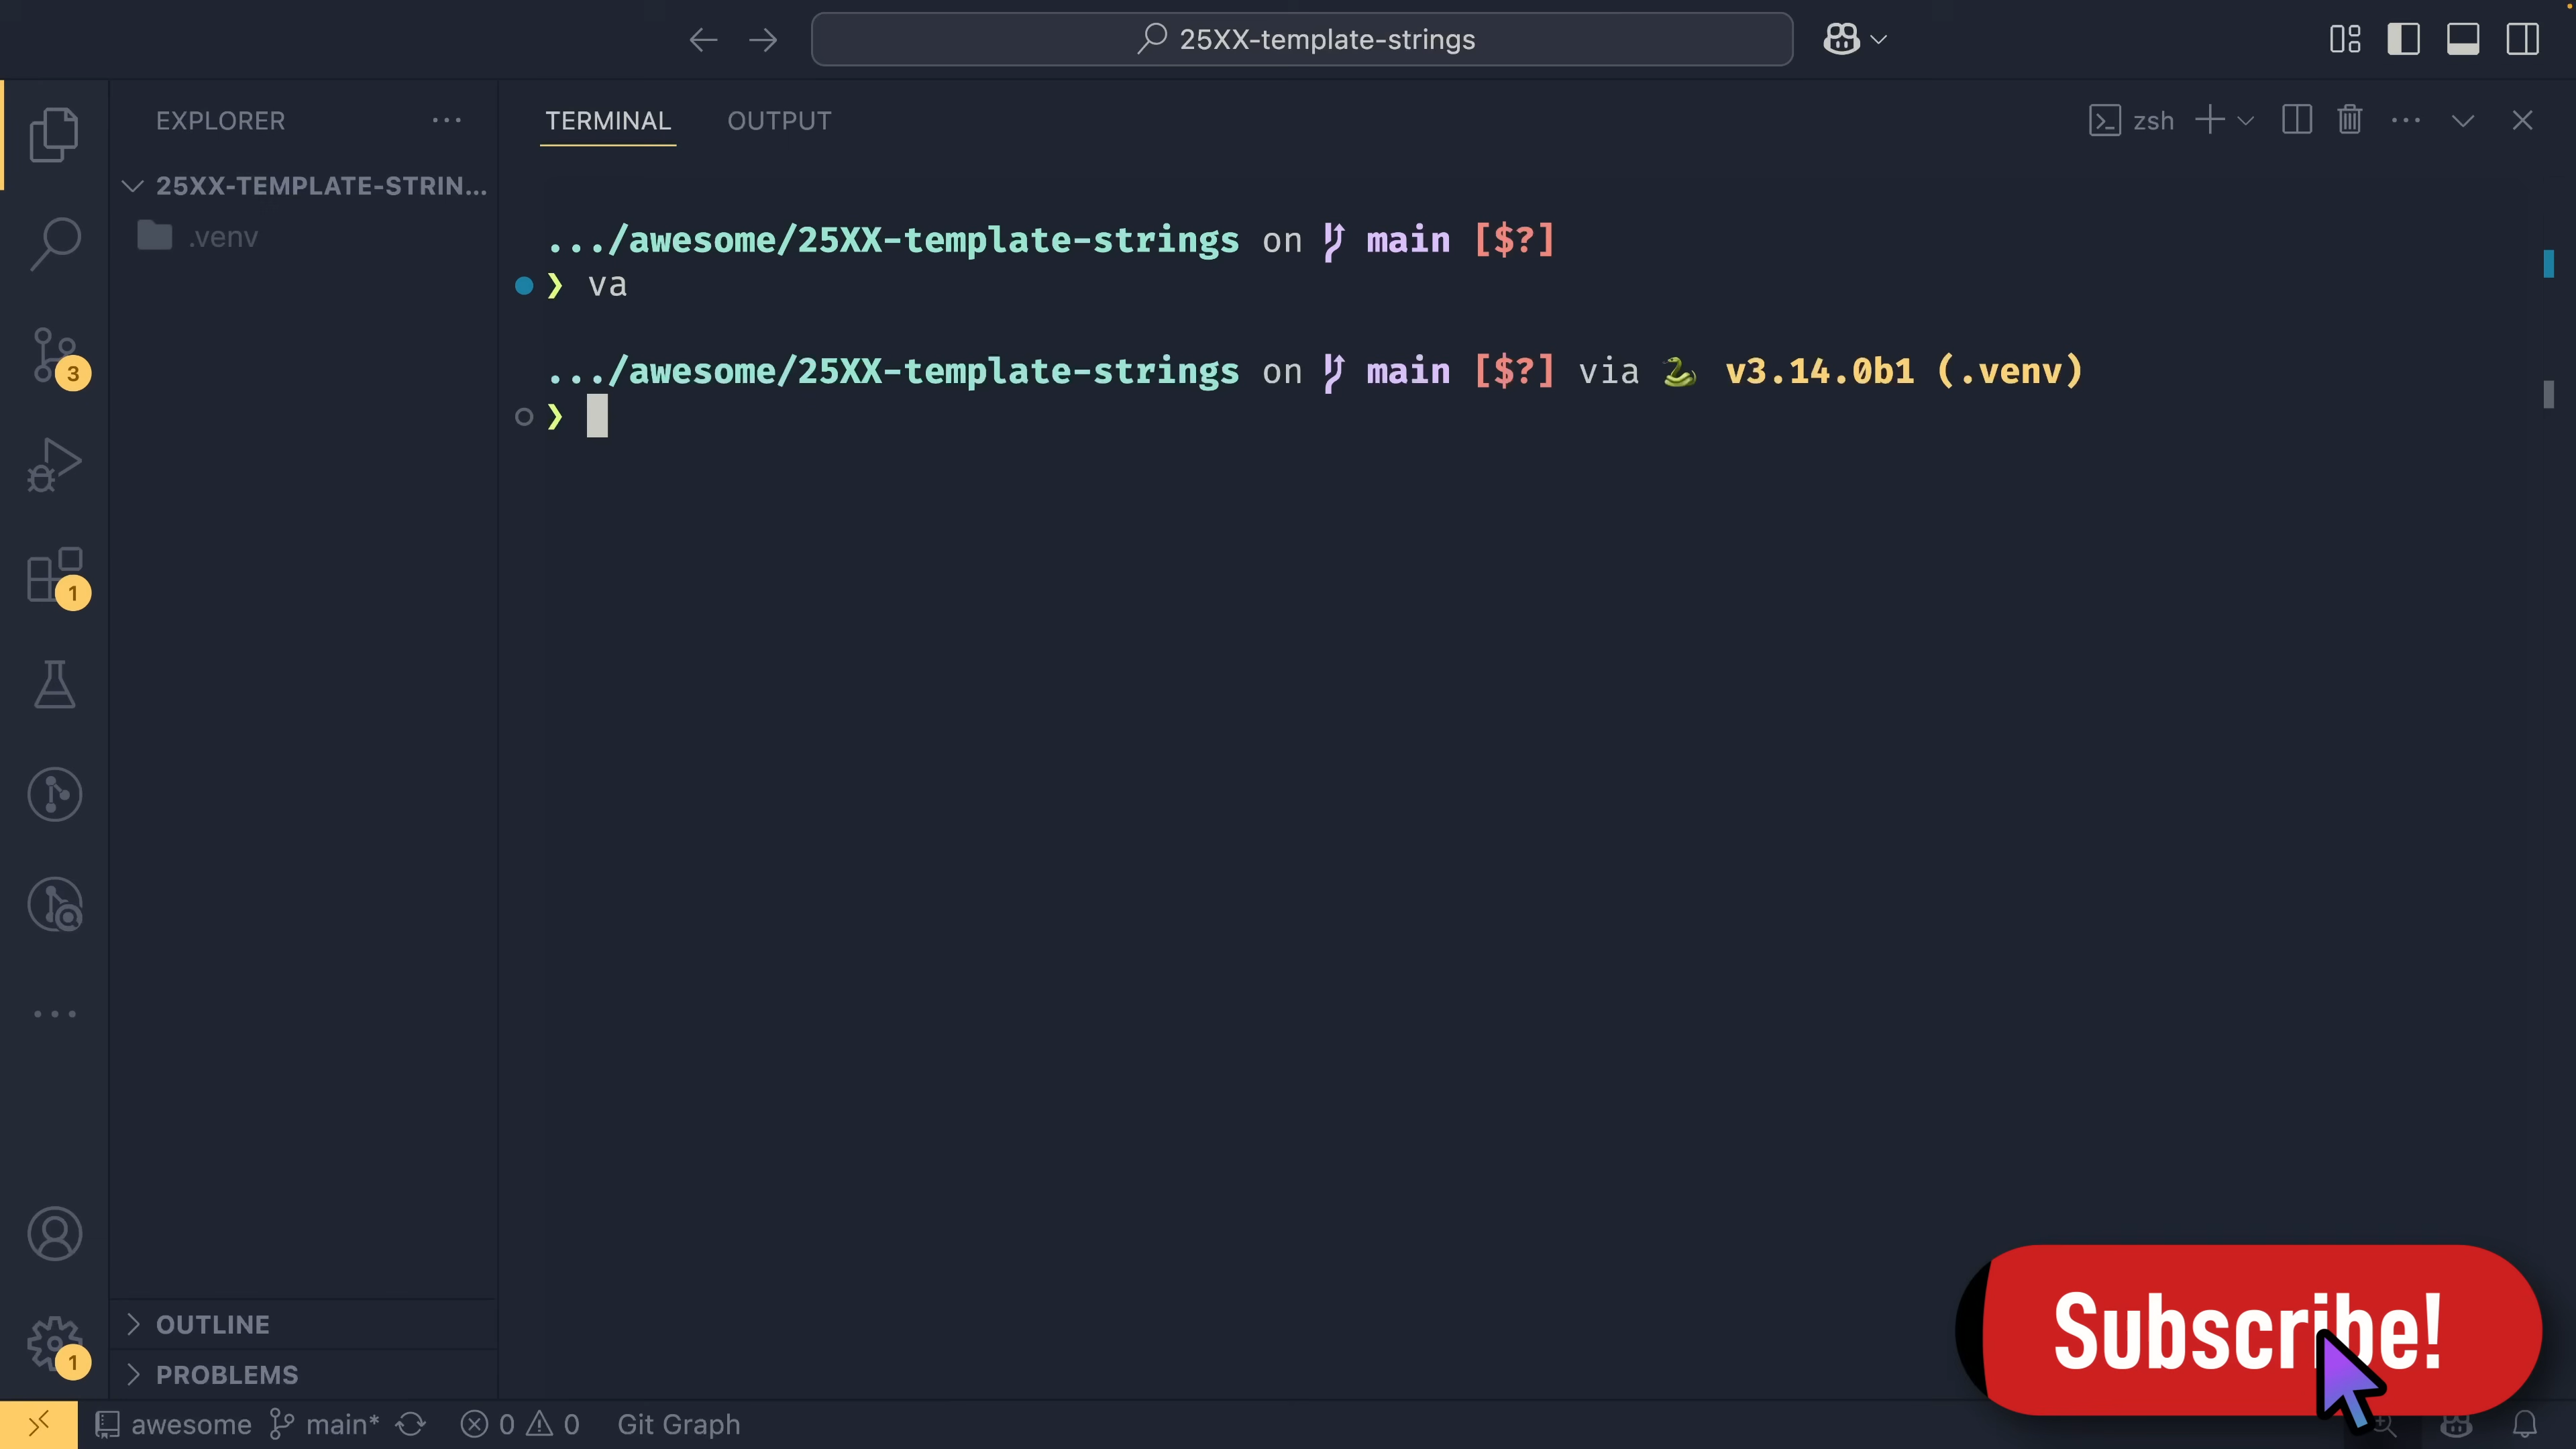 25XX-template-strings
EXPLORER
TERMINAL
OUTPUT
zsh
25XX-TEMPLATE-STRIN...
.venv
.../awesome/25XX-template-strings on main [$?]
❯ va
.../awesome/25XX-template-strings on main [$?] via 🐍 v3.14.0b1 (.venv)
❯
3
1
OUTLINE
1
PROBLEMS
Subscribe!
awesome main* 0 0 Git Graph